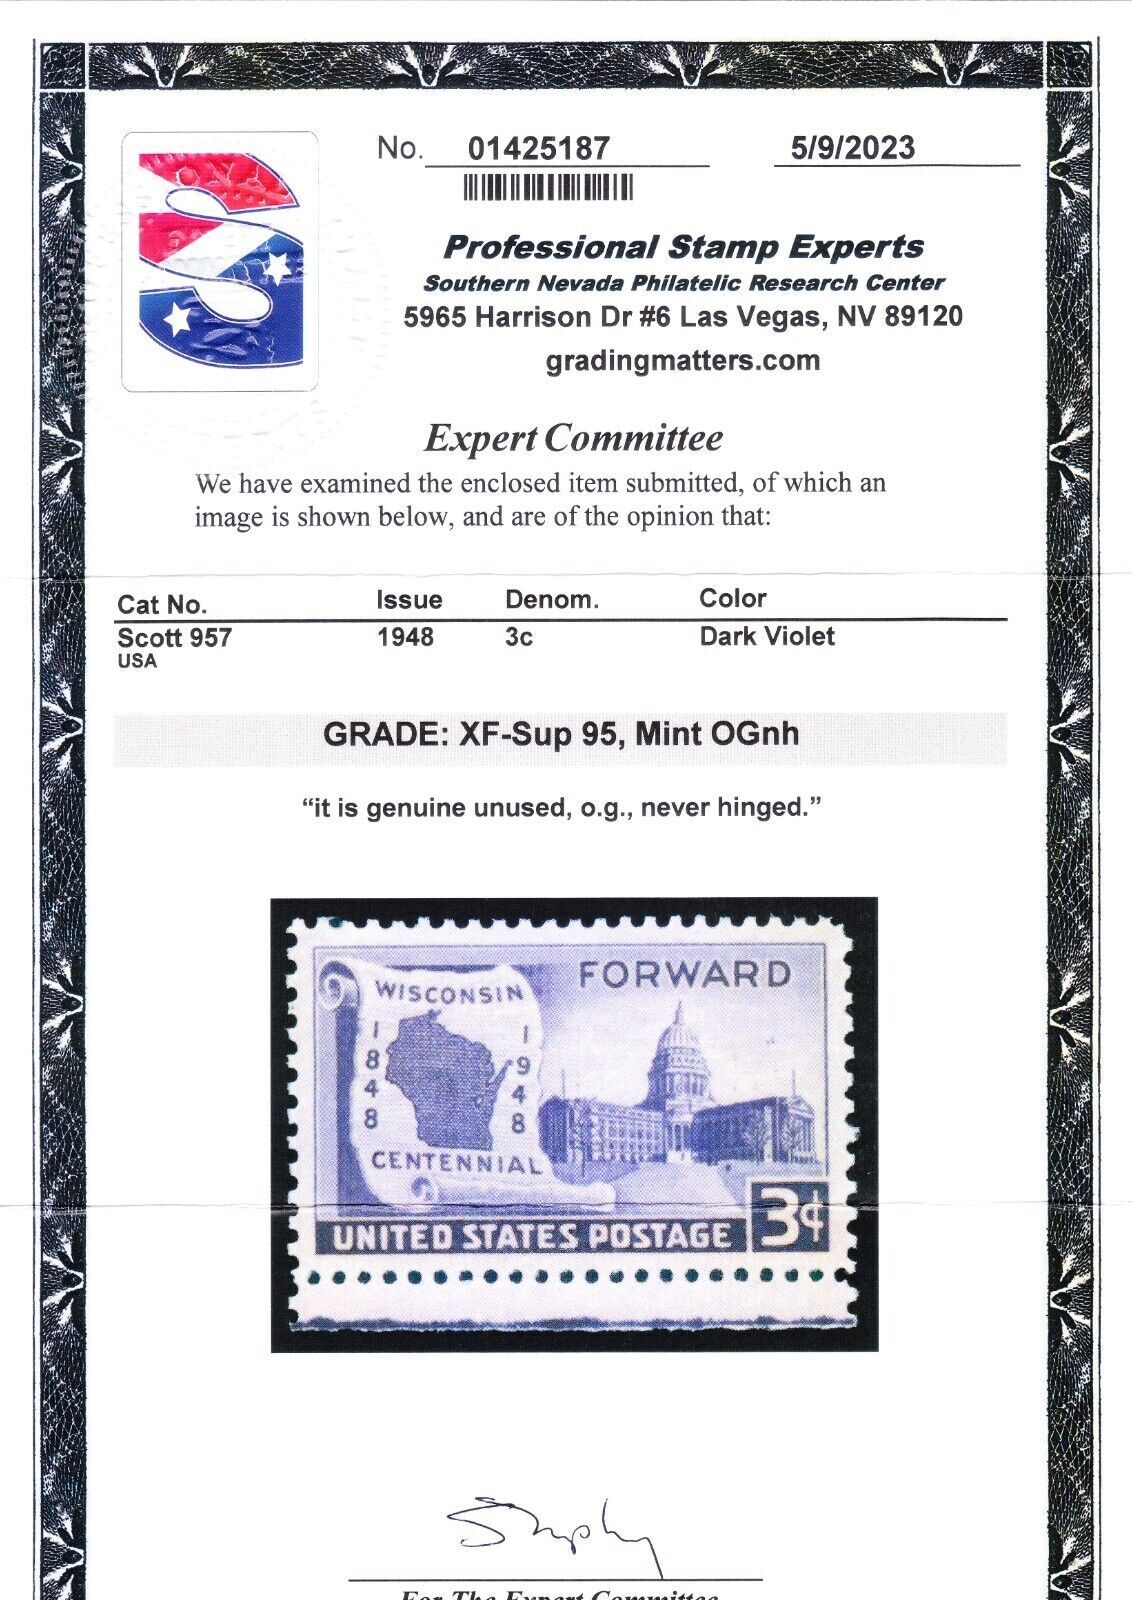 No. 01425187 5/9/2023
Professional Stamp Experts
Southern Nevada Philatelic Research Center
5965 Harrison Dr #6 Las Vegas, NV 89120
gradingmatters.com
Expert Committee
We have examined the enclosed item submitted, of which an
image is shown below, and are of the opinion that:
Cat No. Issue Denom. Color
Scott 957 1948 3c Dark Violet
USA
GRADE: XF-Sup 95, Mint OGnh
“it is genuine unused, o.g., never hinged.”
FORWARD
WISCONSIN
1848 1948
CENTENNIAL
UNITED STATES POSTAGE 3¢
For The Expert Committee